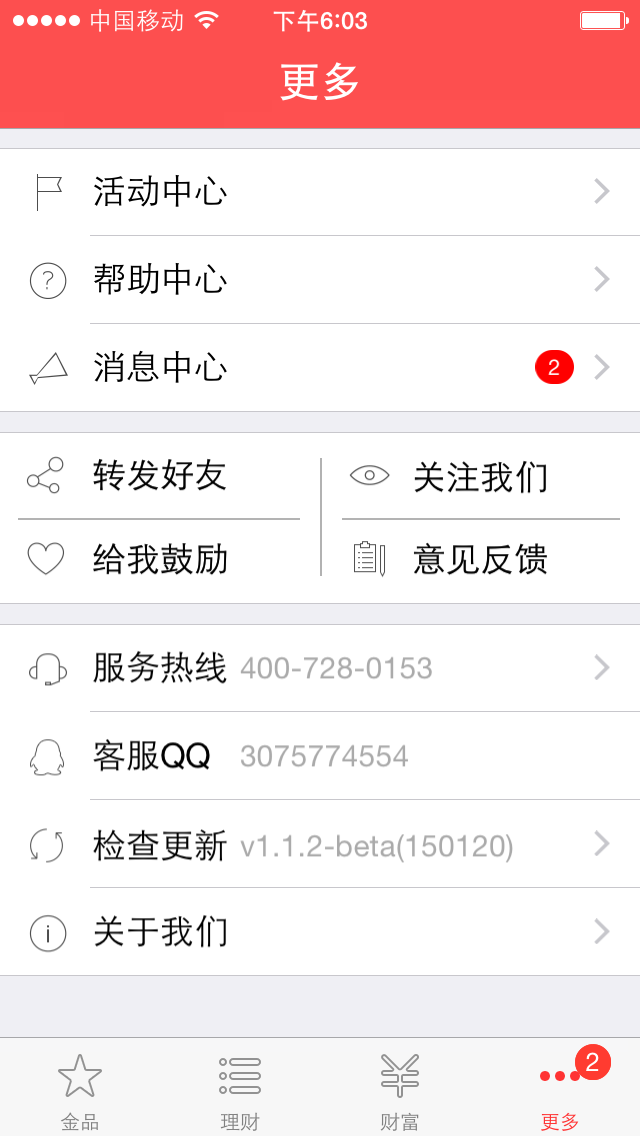 中国移动 下午6:03
更多
活动中心
帮助中心
消息中心 2
转发好友 关注我们
给我鼓励 意见反馈
服务热线 400-728-0153
客服QQ 3075774554
检查更新 v1.1.2-beta(150120)
关于我们
2
金品 理财 财富 更多